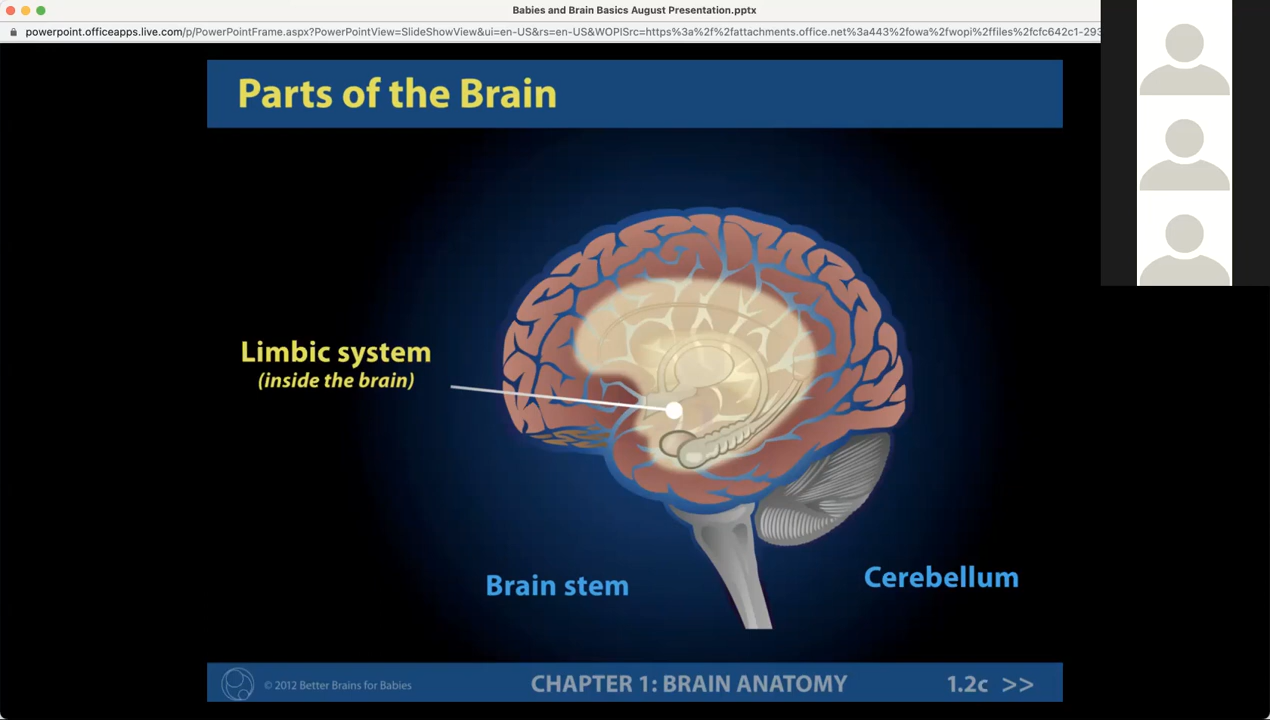 Babies and Brain Basics August Presentation.pptx
powerpoint.officeapps.live.com/p/PowerPointFrame.aspx?PowerPointView=SlideShowView&ui=en-US&rs=en-US&WOPISrc=https%3a%2f%2fattachments.office.net%3a443%2fowa%2fwopi%2ffiles%2fcfc642c1-293
Parts of the Brain
Limbic system
(inside the brain)
Brain stem
Cerebellum
© 2012 Better Brains for Babies
CHAPTER 1: BRAIN ANATOMY
1.2c >>